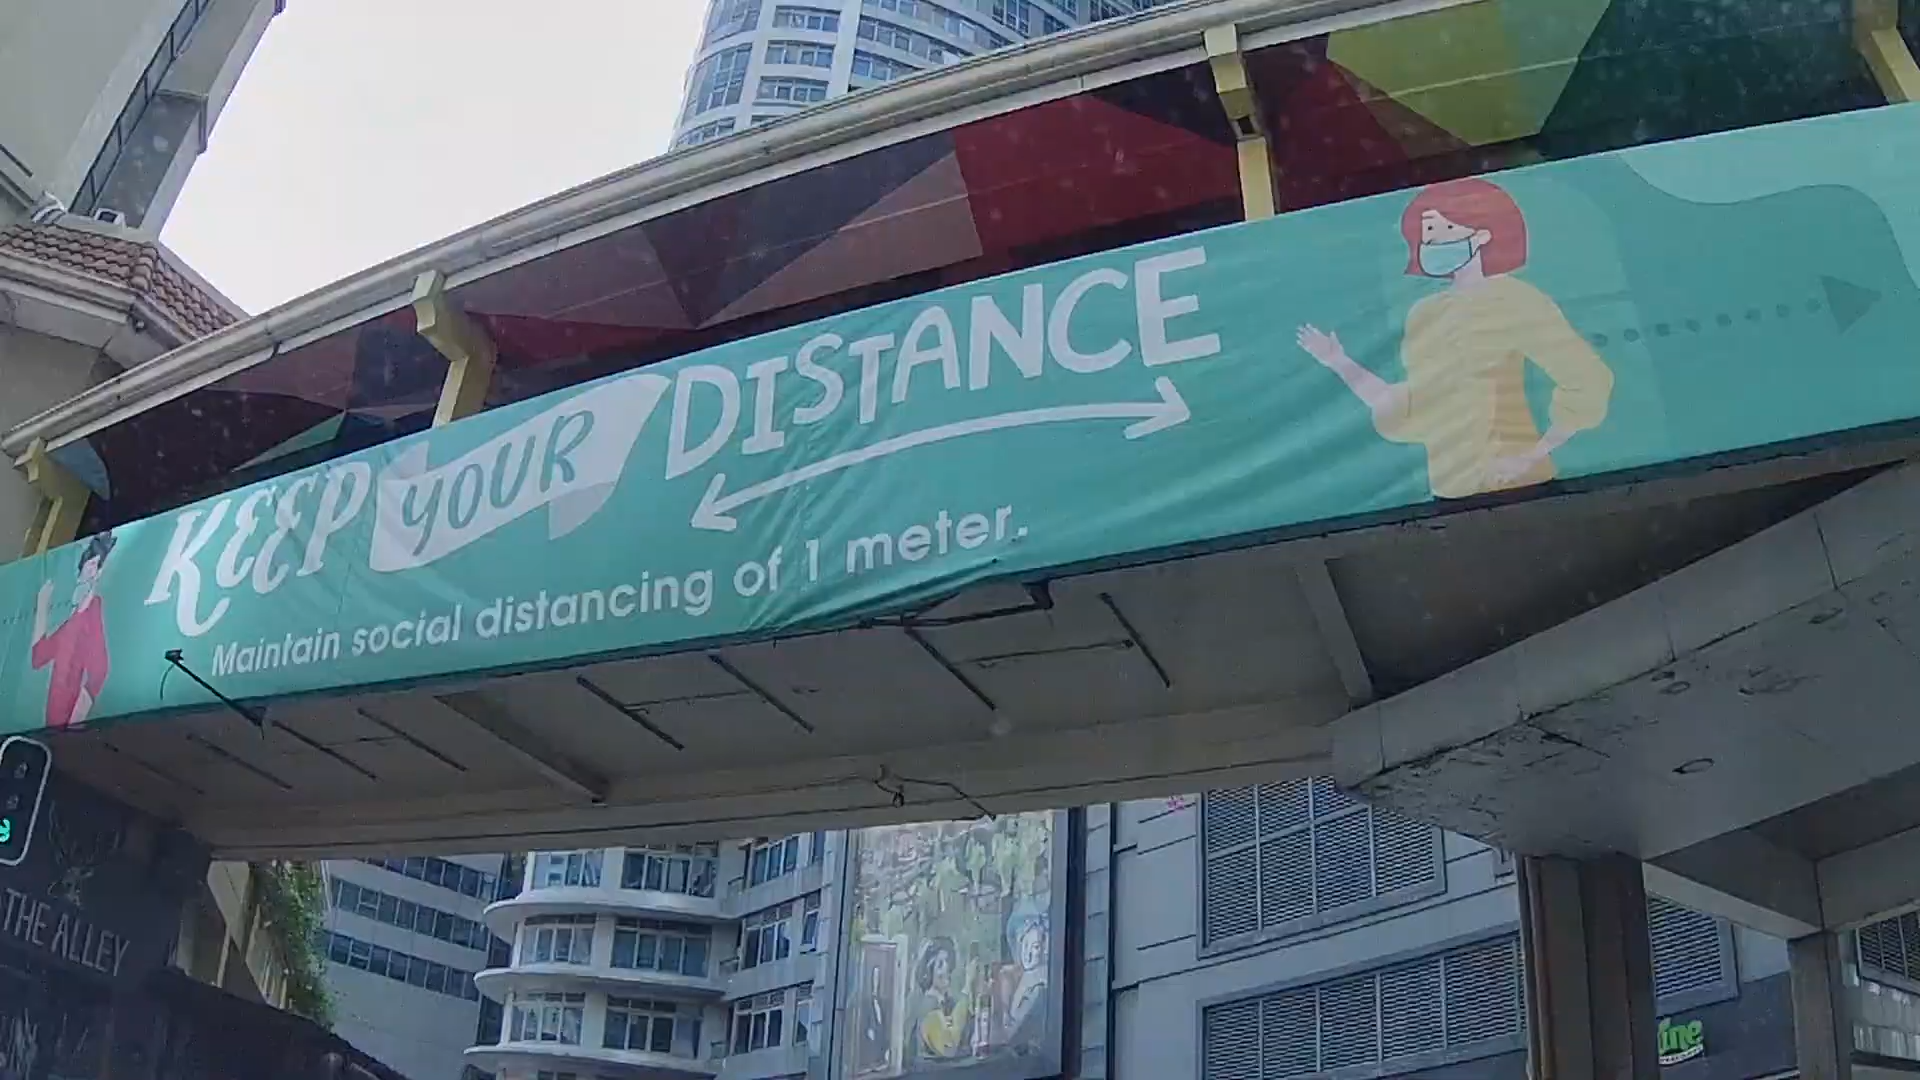 KEEP YOUR DISTANCE
Maintain social distancing of 1 meter.
THE ALLEY